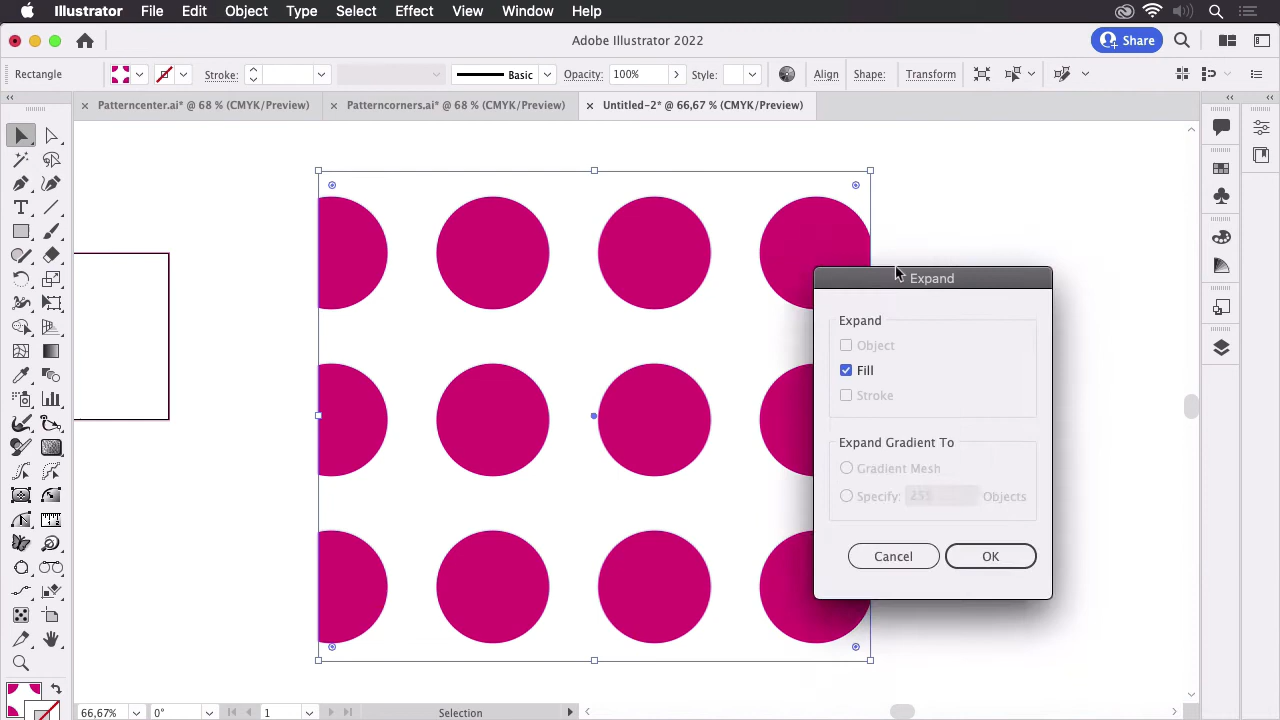 Illustrator File Edit Object Type Select Effect View Window Help
Adobe Illustrator 2022
Share
Rectangle Stroke: Basic Opacity: 100% Style: Align Shape: Transform
Patterncenter.ai* @ 68 % (CMYK/Preview) Patterncorners.ai* @ 68 % (CMYK/Preview) Untitled-2* @ 66,67 % (CMYK/Preview)
Expand
Expand
Object
Fill
Stroke
Expand Gradient To
Gradient Mesh
Specify: 255 Objects
Cancel OK
66,67% 0° 1 Selection